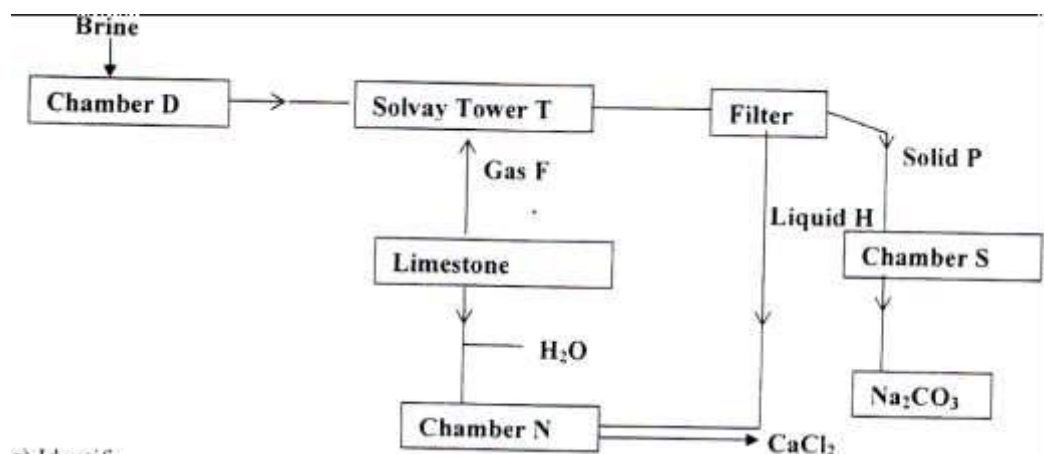 Brine
Chamber D
Solvay Tower T
Filter
Gas F
Solid P
Liquid H
Limestone
Chamber S
H₂O
Na₂CO₃
Chamber N
CaCl₂